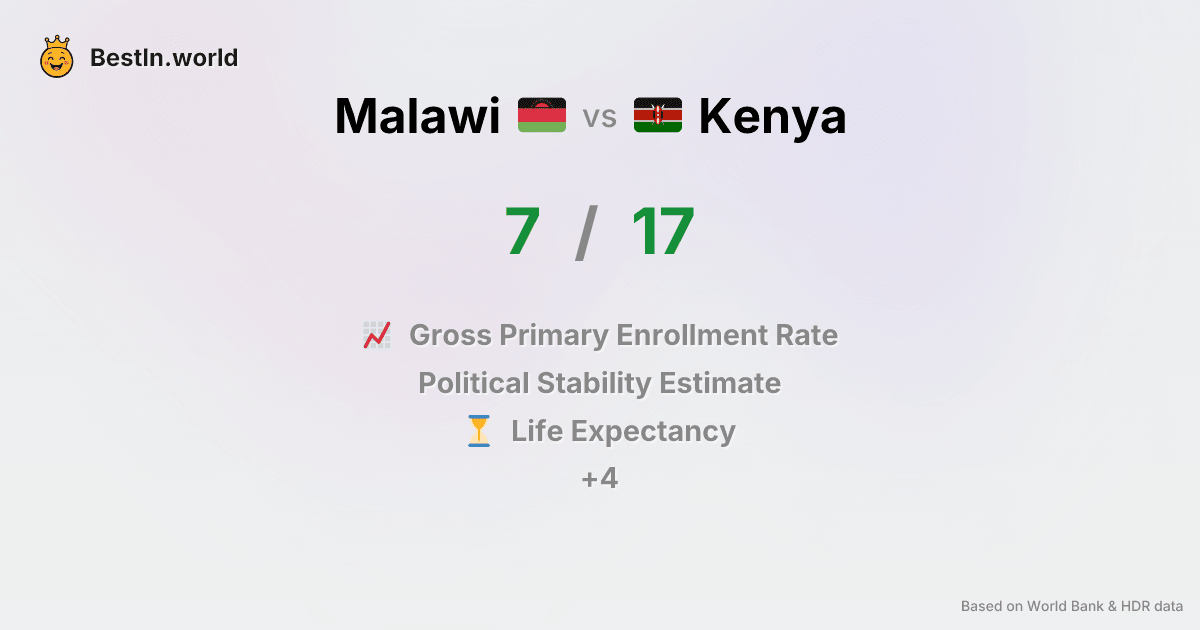 BestIn.world
Malawi vs Kenya
7 / 17
Gross Primary Enrollment Rate
Political Stability Estimate
Life Expectancy
+4
Based on World Bank & HDR data